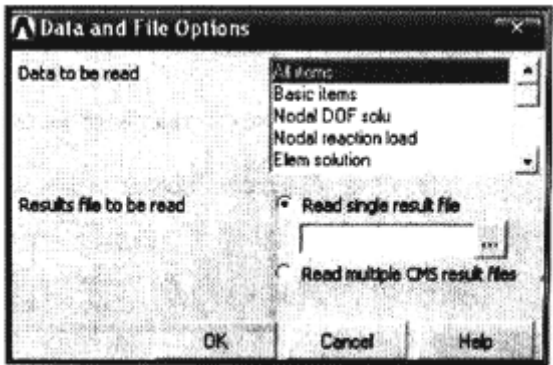 Data and File Options
Data to be read
All items
Basic items
Nodal DOF solu
Nodal reaction load
Elem solution
Results file to be read
Read single result file
...
Read multiple CMS result files
OK Cancel Help